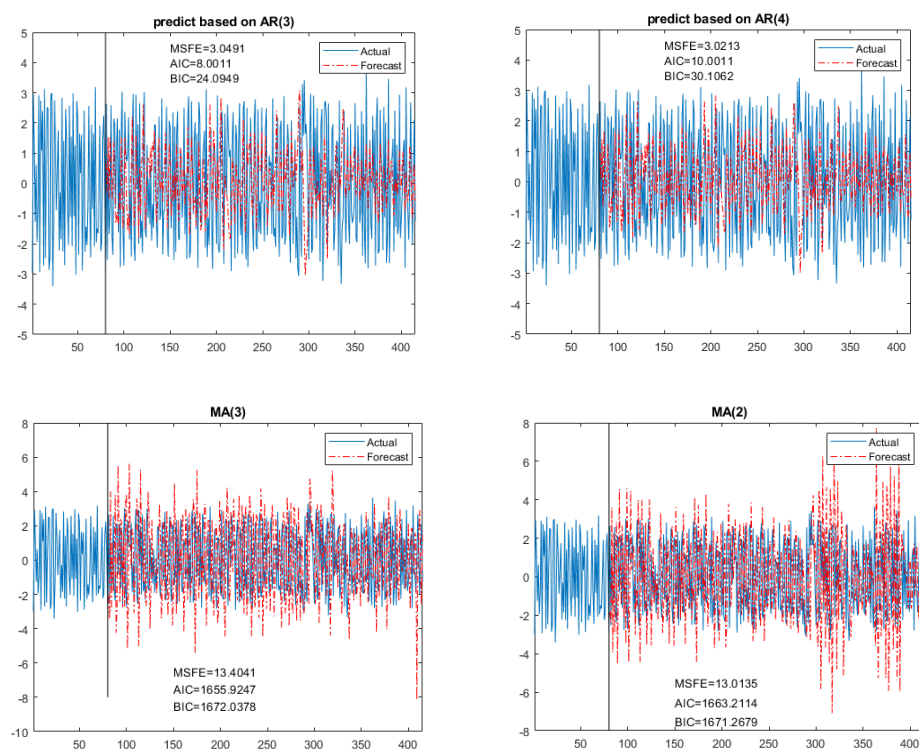 predict based on AR(3)
MSFE=3.0491
AIC=8.0011
BIC=24.0949
Actual
Forecast
5
4
3
2
1
0
-1
-2
-3
-4
-5
50 100 150 200 250 300 350 400
predict based on AR(4)
MSFE=3.0213
AIC=10.0011
BIC=30.1062
Actual
Forecast
5
4
3
2
1
0
-1
-2
-3
-4
-5
50 100 150 200 250 300 350 400
MA(3)
Actual
Forecast
8
6
4
2
0
-2
-4
-6
-8
-10
MSFE=13.4041
AIC=1655.9247
BIC=1672.0378
50 100 150 200 250 300 350 400
MA(2)
Actual
Forecast
8
6
4
2
0
-2
-4
-6
-8
MSFE=13.0135
AIC=1663.2114
BIC=1671.2679
50 100 150 200 250 300 350 400